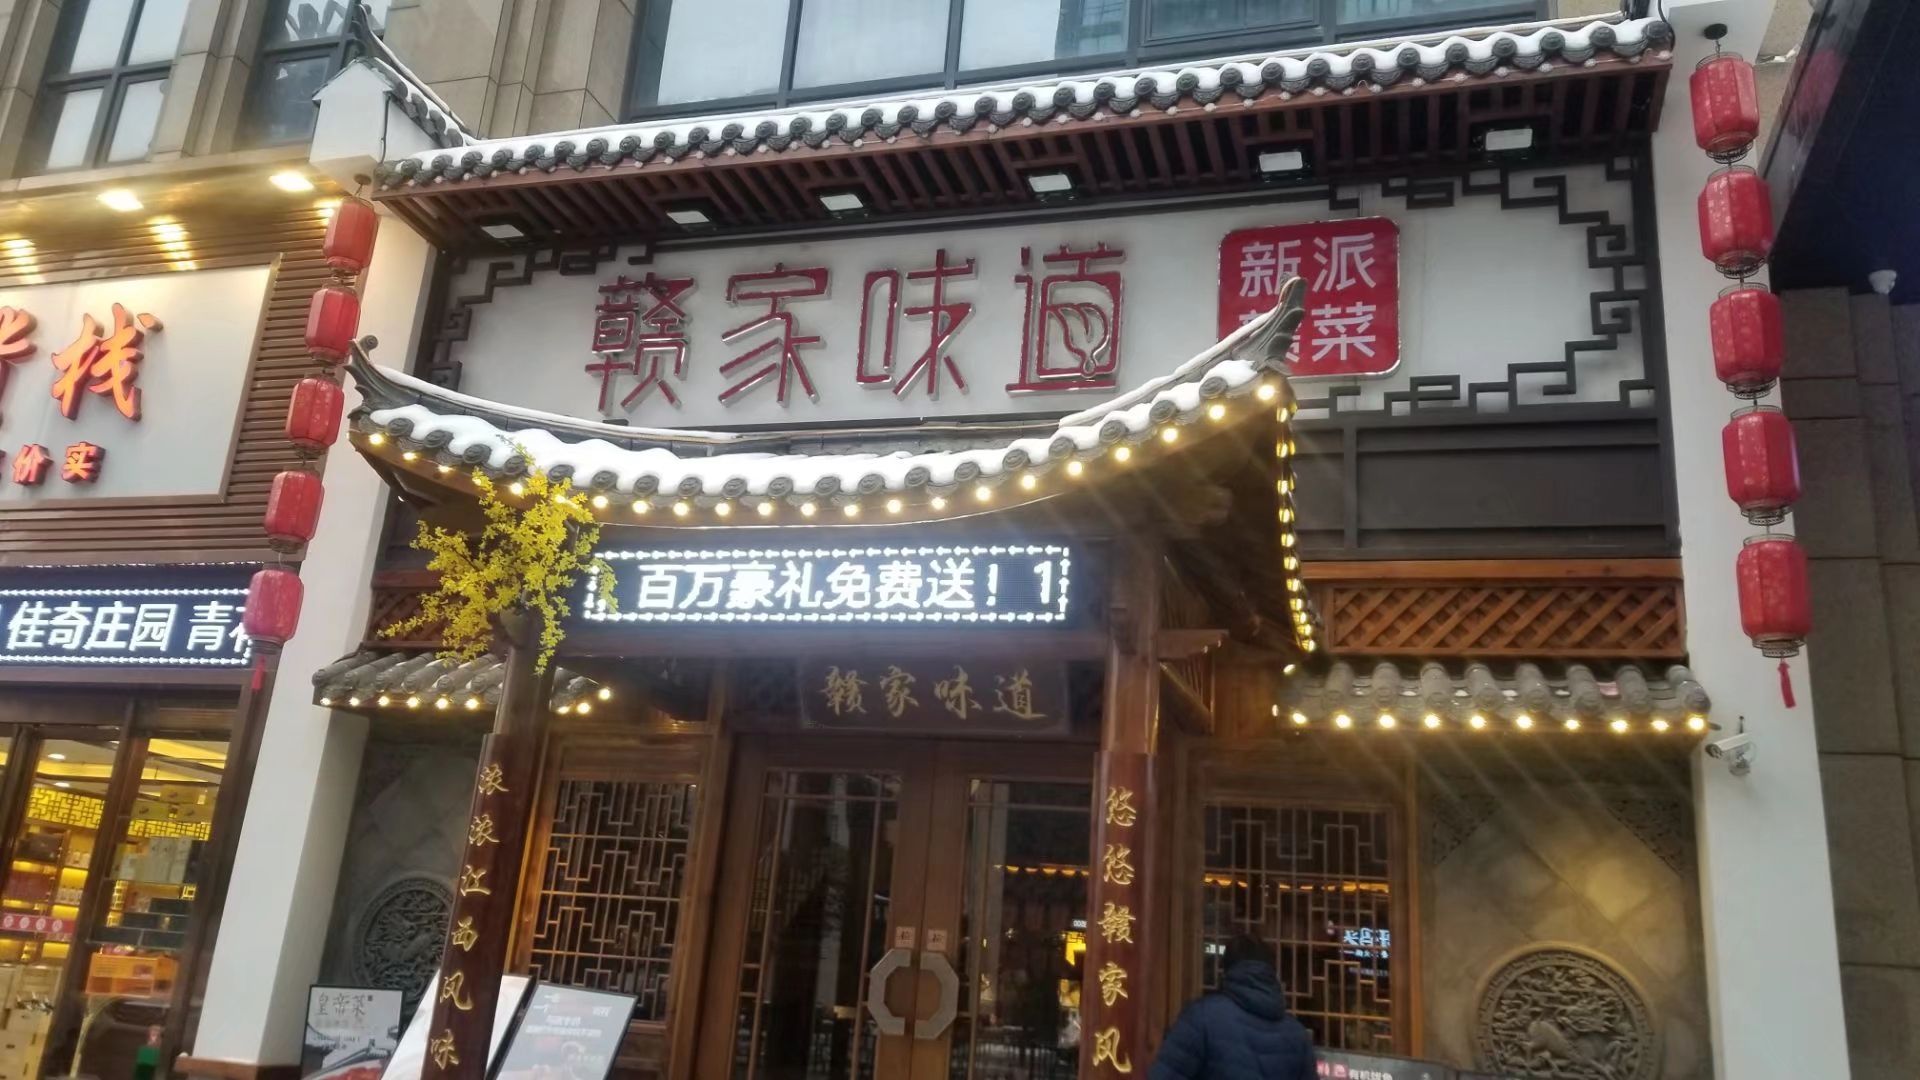 赣家味道
新派
菜
栈
价实
百万豪礼免费送！1
佳奇庄园 青
赣家味道
浓浓江西风味
悠悠赣家风
皇帝菜